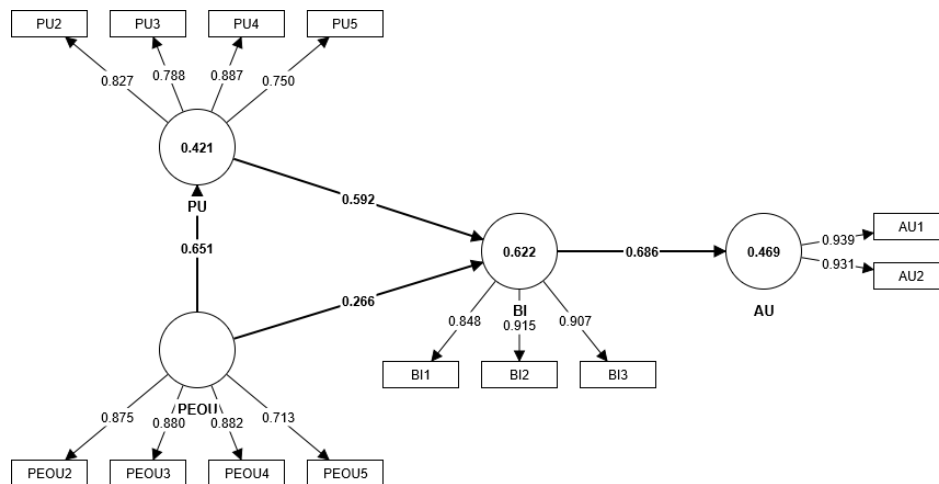 PU2 PU3 PU4 PU5
0.827 0.788 0.887 0.750
0.421
PU
0.592
0.651
0.622 0.686 0.469 0.939 AU1
0.931 AU2
BI AU
0.266
0.848 0.915 0.907
BI1 BI2 BI3
PEOU
0.875 0.880 0.882 0.713
PEOU2 PEOU3 PEOU4 PEOU5